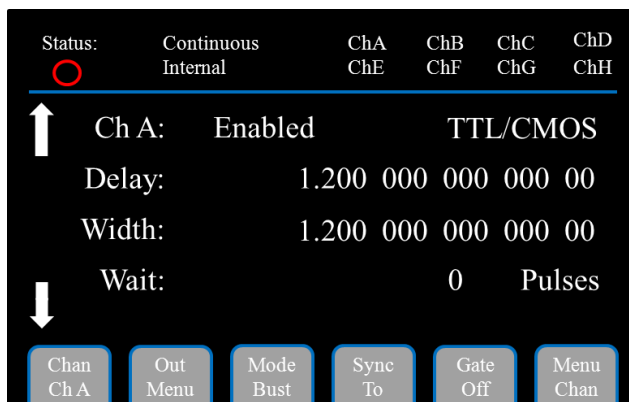 Status: Continuous ChA ChB ChC ChD
Internal ChE ChF ChG ChH
Ch A: Enabled TTL/CMOS
Delay: 1.200 000 000 000 00
Width: 1.200 000 000 000 00
Wait: 0 Pulses
Chan Out Mode Sync Gate Menu
Ch A Menu Bust To Off Chan